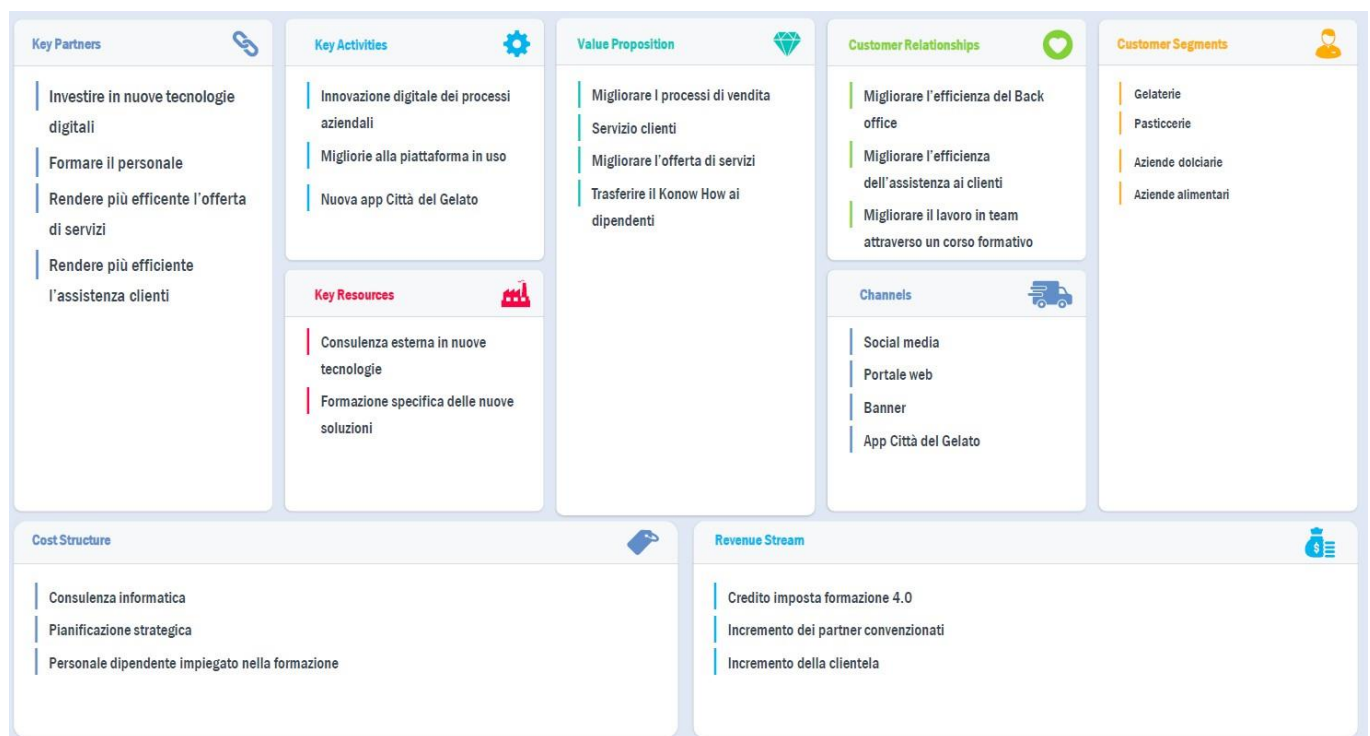 Key Partners
Investire in nuove tecnologie
digitali
Formare il personale
Rendere più efficente l'offerta
di servizi
Rendere più efficiente
l'assistenza clienti
Key Activities
Innovazione digitale dei processi
aziendali
Migliorie alla piattaforma in uso
Nuova app Città del Gelato
Key Resources
Consulenza esterna in nuove
tecnologie
Formazione specifica delle nuove
soluzioni
Value Proposition
Migliorare I processi di vendita
Servizio clienti
Migliorare l'offerta di servizi
Trasferire il Konow How ai
dipendenti
Customer Relationships
Migliorare l'efficienza del Back
office
Migliorare l'efficienza
dell'assistenza ai clienti
Migliorare il lavoro in team
attraverso un corso formativo
Channels
Social media
Portale web
Banner
App Città del Gelato
Customer Segments
Gelaterie
Pasticcerie
Aziende dolciarie
Aziende alimentari
Cost Structure
Consulenza informatica
Pianificazione strategica
Personale dipendente impiegato nella formazione
Revenue Stream
$
Credito imposta formazione 4.0
Incremento dei partner convenzionati
Incremento della clientela